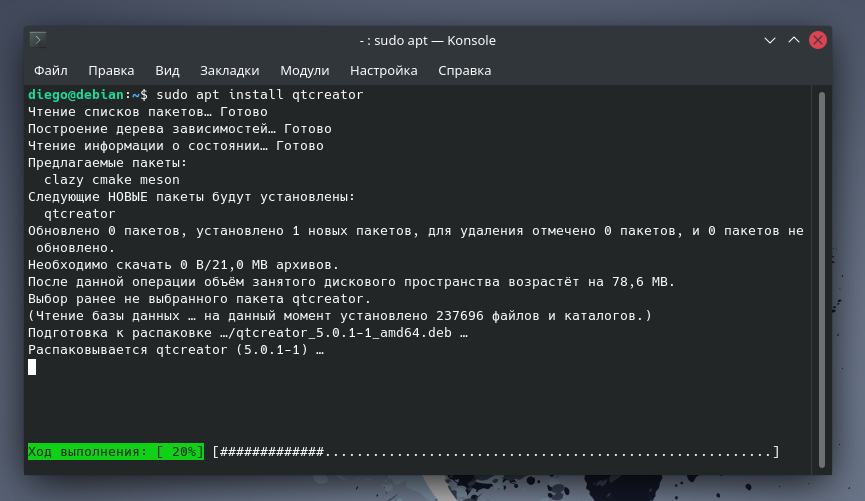 - : sudo apt — Konsole
Файл Правка Вид Закладки Модули Настройка Справка
diego@debian:~$ sudo apt install qtcreator
Чтение списков пакетов… Готово
Построение дерева зависимостей… Готово
Чтение информации о состоянии… Готово
Предлагаемые пакеты:
  clazy cmake meson
Следующие НОВЫЕ пакеты будут установлены:
  qtcreator
Обновлено 0 пакетов, установлено 1 новых пакетов, для удаления отмечено 0 пакетов, и 0 пакетов не
 обновлено.
Необходимо скачать 0 B/21,0 MB архивов.
После данной операции объём занятого дискового пространства возрастёт на 78,6 MB.
Выбор ранее не выбранного пакета qtcreator.
(Чтение базы данных … на данный момент установлено 237696 файлов и каталогов.)
Подготовка к распаковке …/qtcreator_5.0.1-1_amd64.deb …
Распаковывается qtcreator (5.0.1-1) …
Ход выполнения: [ 20%] [#############.......................................................]